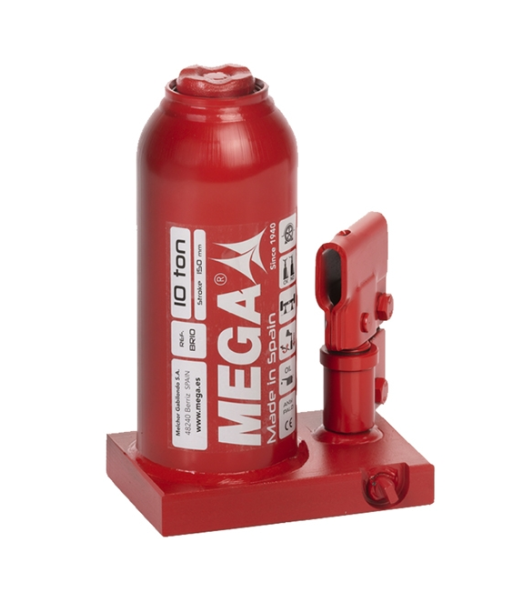 10 ton
Stroke 150 mm
Ref.
BR10
Melchor Gabilondo S.A.
48240 Berriz SPAIN
www.mega.es
MEGA®
Made in Spain
Since 1940
OIL
CE